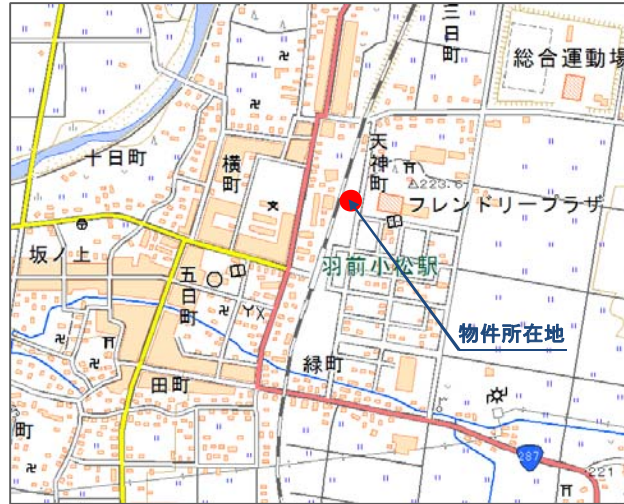 三日町
総合運動場
十日町
横町
天神町
△223.6
フレンドリープラザ
坂ノ上
五日町
羽前小松駅
物件所在地
緑町
田町
町
287
221